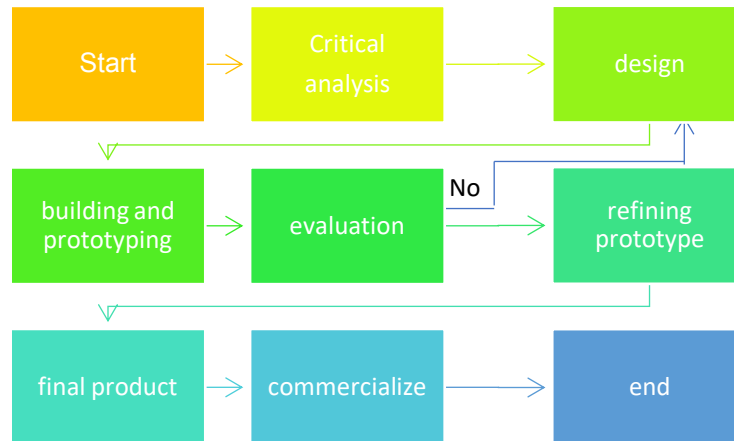 Start
Critical
analysis
design
building and
prototyping
evaluation
No
refining
prototype
final product
commercialize
end